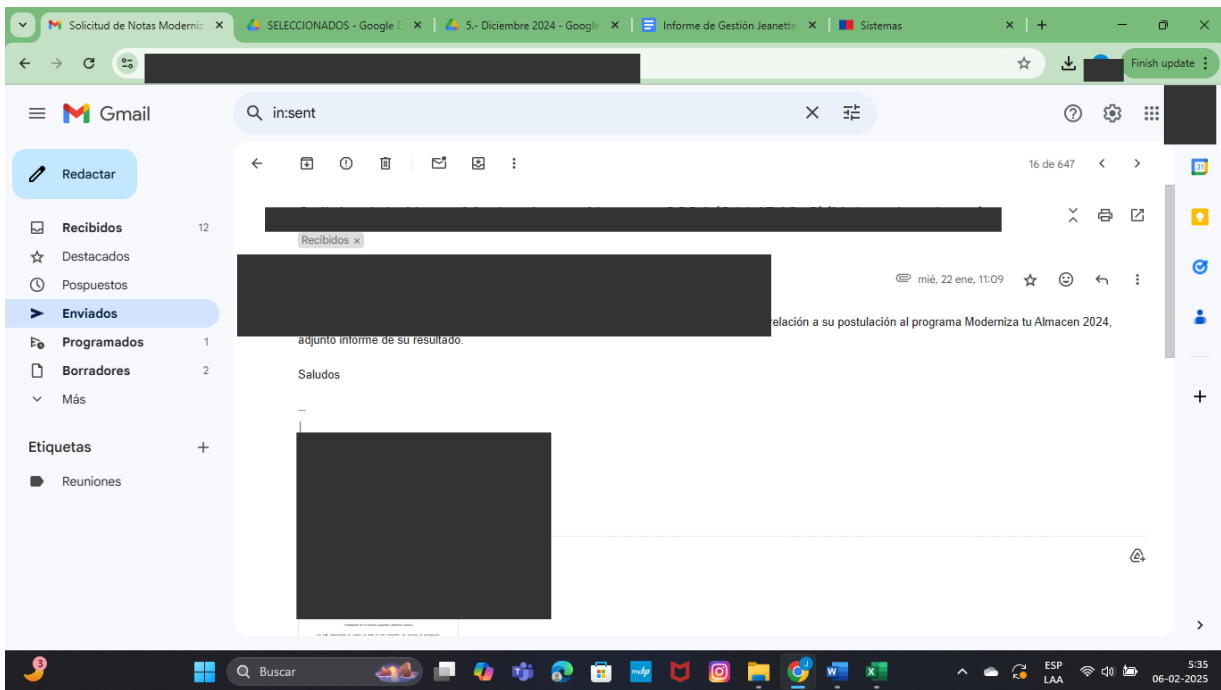 Solicitud de Notas Moderniz
SELECCIONADOS - Google D
5.- Diciembre 2024 - Google
Informe de Gestión Jeanette
Sistemas
Finish update
Gmail
in:sent
Redactar
16 de 647
Recibidos 12
Destacados
Pospuestos
Enviados
Programados 1
Borradores 2
Más
Etiquetas
Reuniones
Recibidos x
mié, 22 ene, 11:09
relación a su postulación al programa Moderniza tu Almacen 2024,
adjunto informe de su resultado.
Saludos
--
31
3
Buscar
mdp
ESP
LAA
5:35
06-02-2025